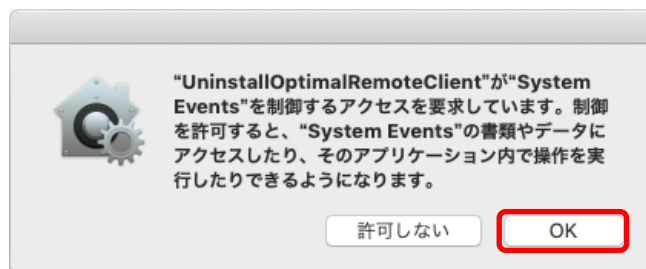 “UninstallOptimalRemoteClient”が“System
Events”を制御するアクセスを要求しています。制御
を許可すると、“System Events”の書類やデータに
アクセスしたり、そのアプリケーション内で操作を実
行したりできるようになります。
許可しない OK